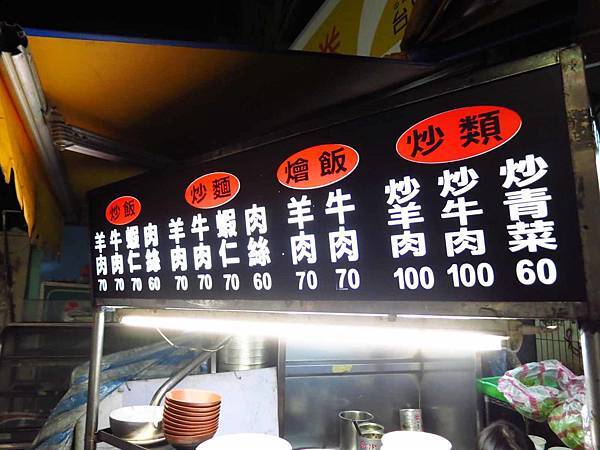 炒飯
羊肉 70
牛肉 70
蝦仁 70
肉絲 60
炒麵
羊肉 70
牛肉 70
蝦仁 70
肉絲 60
燴飯
羊肉 70
牛肉 70
炒類
炒羊肉 100
炒牛肉 100
炒青菜 60